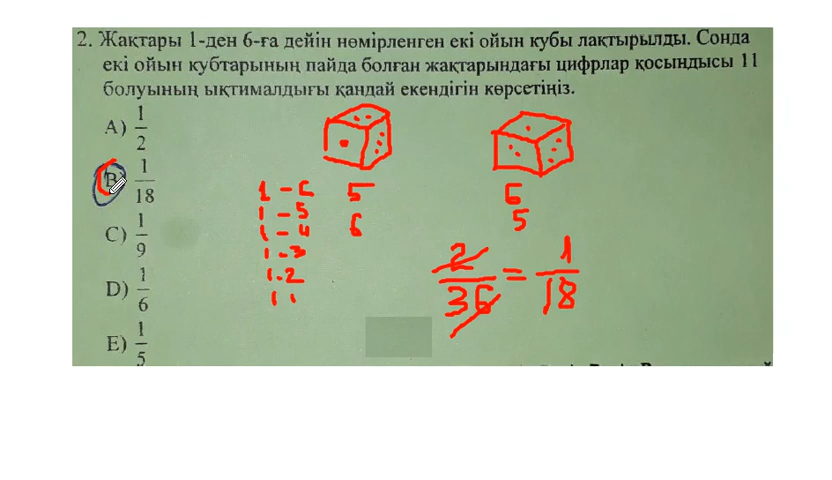 2. Жақтары 1-ден 6-ға дейін нөмірленген екі ойын кубы лақтырылды. Сонда
екі ойын кубтарының пайда болған жақтарындағы цифрлар қосындысы 11
болуының ықтималдығы қандай екендігін көрсетіңіз.
A) 1/2
B) 1/18
C) 1/9
D) 1/6
E) 1/5
1 - 6 5 6
1 - 5 6 5
1 - 4
1 - 3
1 - 2
1 1
2/36 = 1/18